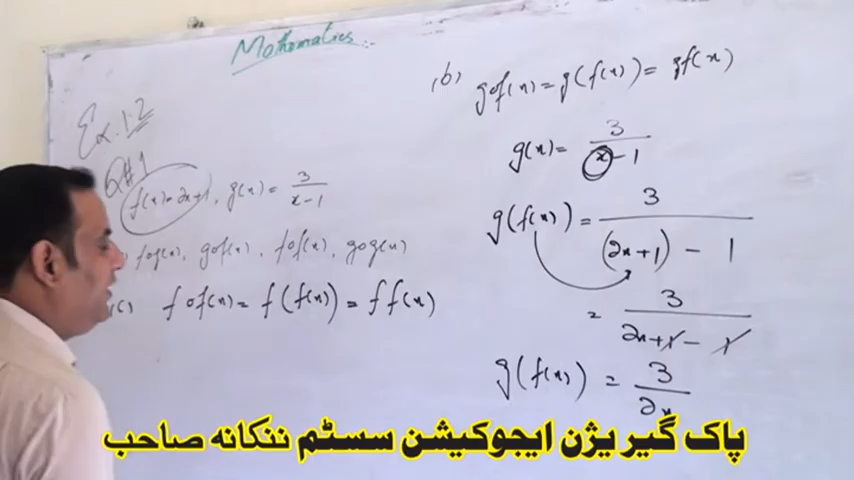 Mathematics
Ex.1.2
Q#1
f(x)=2x+1, g(x)= 3/(x-1)
fog(x), gof(x), fof(x), gog(x)
(c) fof(x)= f(f(x)) = ff(x)
(b) gof(x)=g(f(x))= gf(x)
g(x)= 3/(x-1)
g(f(x))= 3/((2x+1) - 1)
= 3/(2x+1-1)
g(f(x)) = 3/2x
پاک گیریژن ایجوکیشن سسٹم ننکانہ صاحب